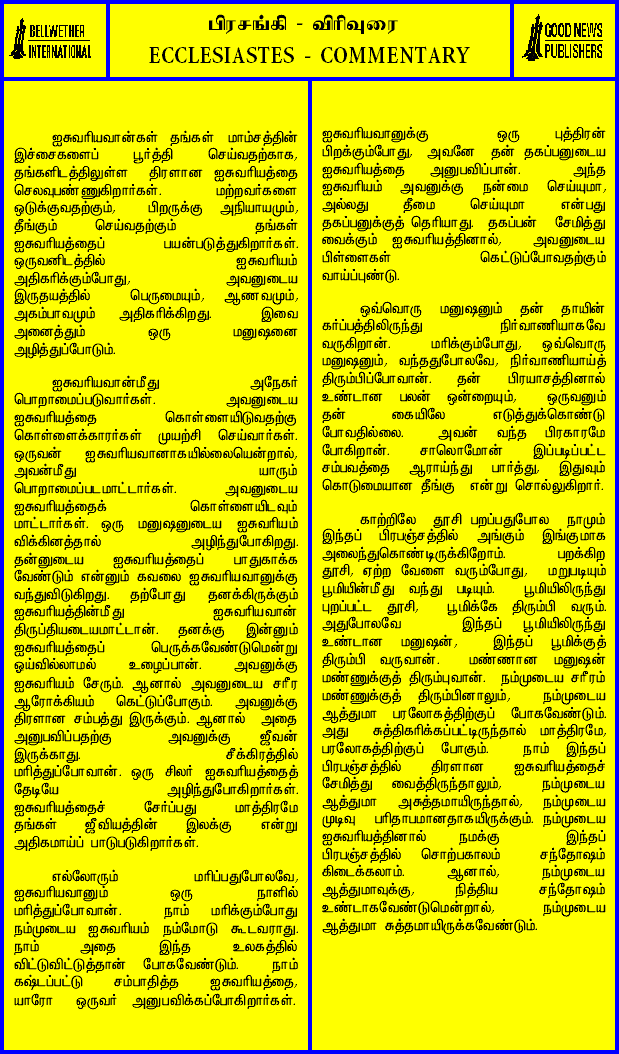 BELLWETHER
INTERNATIONAL
பிரசங்கி - விரிவுரை
ECCLESIASTES - COMMENTARY
GOOD NEWS
PUBLISHERS
ஐசுவரியவான்கள் தங்கள் மாம்சத்தின்
இச்சைகளைப் பூர்த்தி செய்வதற்காக,
தங்களிடத்திலுள்ள திரளான ஐசுவரியத்தை
செலவுபண்ணுகிறார்கள். மற்றவர்களை
ஒடுக்குவதற்கும், பிறருக்கு அநியாயமும்,
தீங்கும் செய்வதற்கும் தங்கள்
ஐசுவரியத்தைப் பயன்படுத்துகிறார்கள்.
ஒருவனிடத்தில் ஐசுவரியம்
அதிகரிக்கும்போது, அவனுடைய
இருதயத்தில் பெருமையும், ஆணவமும்,
அகம்பாவமும் அதிகரிக்கிறது. இவை
அனைத்தும் ஒரு மனுஷனை
அழித்துப்போடும்.
ஐசுவரியவான்மீது அநேகர்
பொறாமைப்படுவார்கள். அவனுடைய
ஐசுவரியத்தை கொள்ளையிடுவதற்கு
கொள்ளைக்காரர்கள் முயற்சி செய்வார்கள்.
ஒருவன் ஐசுவரியவானாகயில்லையென்றால்,
அவன்மீது யாரும்
பொறாமைப்படமாட்டார்கள். அவனுடைய
ஐசுவரியத்தைக் கொள்ளையிடவும்
மாட்டார்கள். ஒரு மனுஷனுடைய ஐசுவரியம்
விக்கினத்தால் அழிந்துபோகிறது.
தன்னுடைய ஐசுவரியத்தைப் பாதுகாக்க
வேண்டும் என்னும் கவலை ஐசுவரியவானுக்கு
வந்துவிடுகிறது. தற்போது தனக்கிருக்கும்
ஐசுவரியத்தின்மீது ஐசுவரியவான்
திருப்தியடையமாட்டான். தனக்கு இன்னும்
ஐசுவரியத்தைப் பெருக்கவேண்டுமென்று
ஓய்வில்லாமல் உழைப்பான். அவனுக்கு
ஐசுவரியம் சேரும். ஆனால் அவனுடைய சரீர
ஆரோக்கியம் கெட்டுப்போகும். அவனுக்கு
திரளான சம்பத்து இருக்கும். ஆனால் அதை
அனுபவிப்பதற்கு அவனுக்கு ஜீவன்
இருக்காது. சீக்கிரத்தில்
மரித்துப்போவான். ஒரு சிலர் ஐசுவரியத்தைத்
தேடியே அழிந்துபோகிறார்கள்.
ஐசுவரியத்தைச் சேர்ப்பது மாத்திரமே
தங்கள் ஜீவியத்தின் இலக்கு என்று
அதிகமாய்ப் பாடுபடுகிறார்கள்.
எல்லோரும் மரிப்பதுபோலவே,
ஐசுவரியவானும் ஒரு நாளில்
மரித்துப்போவான். நாம் மரிக்கும்போது
நம்முடைய ஐசுவரியம் நம்மோடு கூடவராது.
நாம் அதை இந்த உலகத்தில்
விட்டுவிட்டுத்தான் போகவேண்டும். நாம்
கஷ்டப்பட்டு சம்பாதித்த ஐசுவரியத்தை,
யாரோ ஒருவர் அனுபவிக்கப்போகிறார்கள்.
ஐசுவரியவானுக்கு ஒரு புத்திரன்
பிறக்கும்போது, அவனே தன் தகப்பனுடைய
ஐசுவரியத்தை அனுபவிப்பான். அந்த
ஐசுவரியம் அவனுக்கு நன்மை செய்யுமா,
அல்லது தீமை செய்யுமா என்பது
தகப்பனுக்குத் தெரியாது. தகப்பன் சேமித்து
வைக்கும் ஐசுவரியத்தினால், அவனுடைய
பிள்ளைகள் கெட்டுப்போவதற்கும்
வாய்ப்புண்டு.
ஒவ்வொரு மனுஷனும் தன் தாயின்
கர்ப்பத்திலிருந்து நிர்வாணியாகவே
வருகிறான். மரிக்கும்போது, ஒவ்வொரு
மனுஷனும், வந்ததுபோலவே, நிர்வாணியாய்த்
திரும்பிப்போவான். தன் பிரயாசத்தினால்
உண்டான பலன் ஒன்றையும், ஒருவனும்
தன் கையிலே எடுத்துக்கொண்டு
போவதில்லை. அவன் வந்த பிரகாரமே
போகிறான். சாலொமோன் இப்படிப்பட்ட
சம்பவத்தை ஆராய்ந்து பார்த்து, இதுவும்
கொடுமையான தீங்கு என்று சொல்லுகிறார்.
காற்றிலே தூசி பறப்பதுபோல நாமும்
இந்தப் பிரபஞ்சத்தில் அங்கும் இங்குமாக
அலைந்துகொண்டிருக்கிறோம். பறக்கிற
தூசி, ஏற்ற வேளை வரும்போது, மறுபடியும்
பூமியின்மீது வந்து படியும். பூமியிலிருந்து
புறப்பட்ட தூசி, பூமிக்கே திரும்பி வரும்.
அதுபோலவே இந்தப் பூமியிலிருந்து
உண்டான மனுஷன், இந்தப் பூமிக்குத்
திரும்பி வருவான். மண்ணான மனுஷன்
மண்ணுக்குத் திரும்புவான். நம்முடைய சரீரம்
மண்ணுக்குத் திரும்பினாலும், நம்முடைய
ஆத்துமா பரலோகத்திற்குப் போகவேண்டும்.
அது சுத்திகரிக்கப்பட்டிருந்தால் மாத்திரமே,
பரலோகத்திற்குப் போகும். நாம் இந்தப்
பிரபஞ்சத்தில் திரளான ஐசுவரியத்தைச்
சேமித்து வைத்திருந்தாலும், நம்முடைய
ஆத்துமா அசுத்தமாயிருந்தால், நம்முடைய
முடிவு பரிதாபமானதாகயிருக்கும். நம்முடைய
ஐசுவரியத்தினால் நமக்கு இந்தப்
பிரபஞ்சத்தில் சொற்பகாலம் சந்தோஷம்
கிடைக்கலாம். ஆனால், நம்முடைய
ஆத்துமாவுக்கு, நித்திய சந்தோஷம்
உண்டாகவேண்டுமென்றால், நம்முடைய
ஆத்துமா சுத்தமாயிருக்கவேண்டும்.